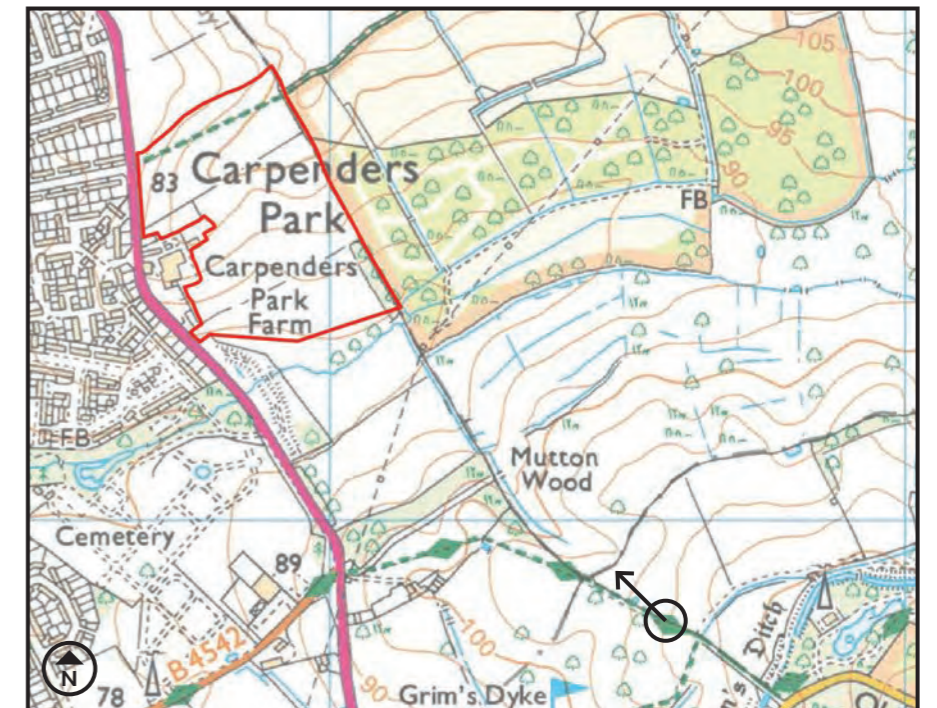 105
100
95
90
83
Carpenders
Park
FB
Carpenders
Park
Farm
FB
Mutton
Wood
Cemetery
89
B 4542
100
Ditch
N
78
90
Grim's Dyke